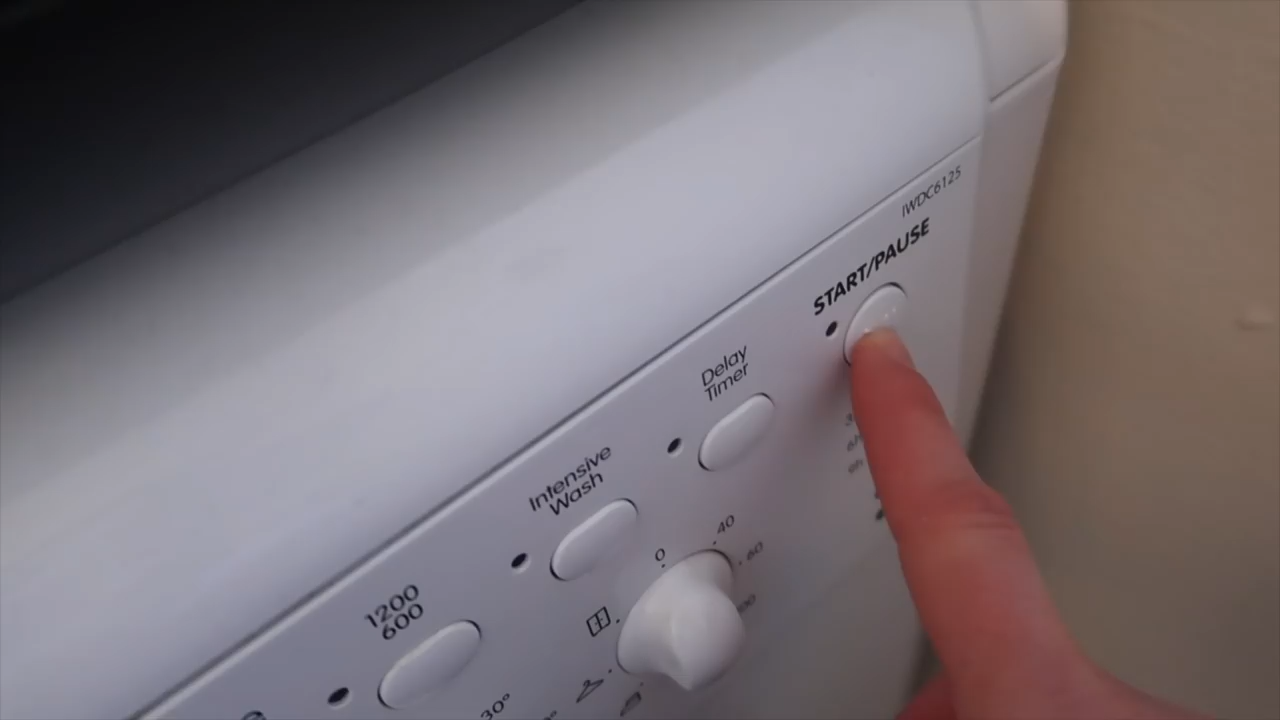 IWDC6125
START/PAUSE
Delay
Timer
Intensive
Wash
1200
600
0
40
60
30°